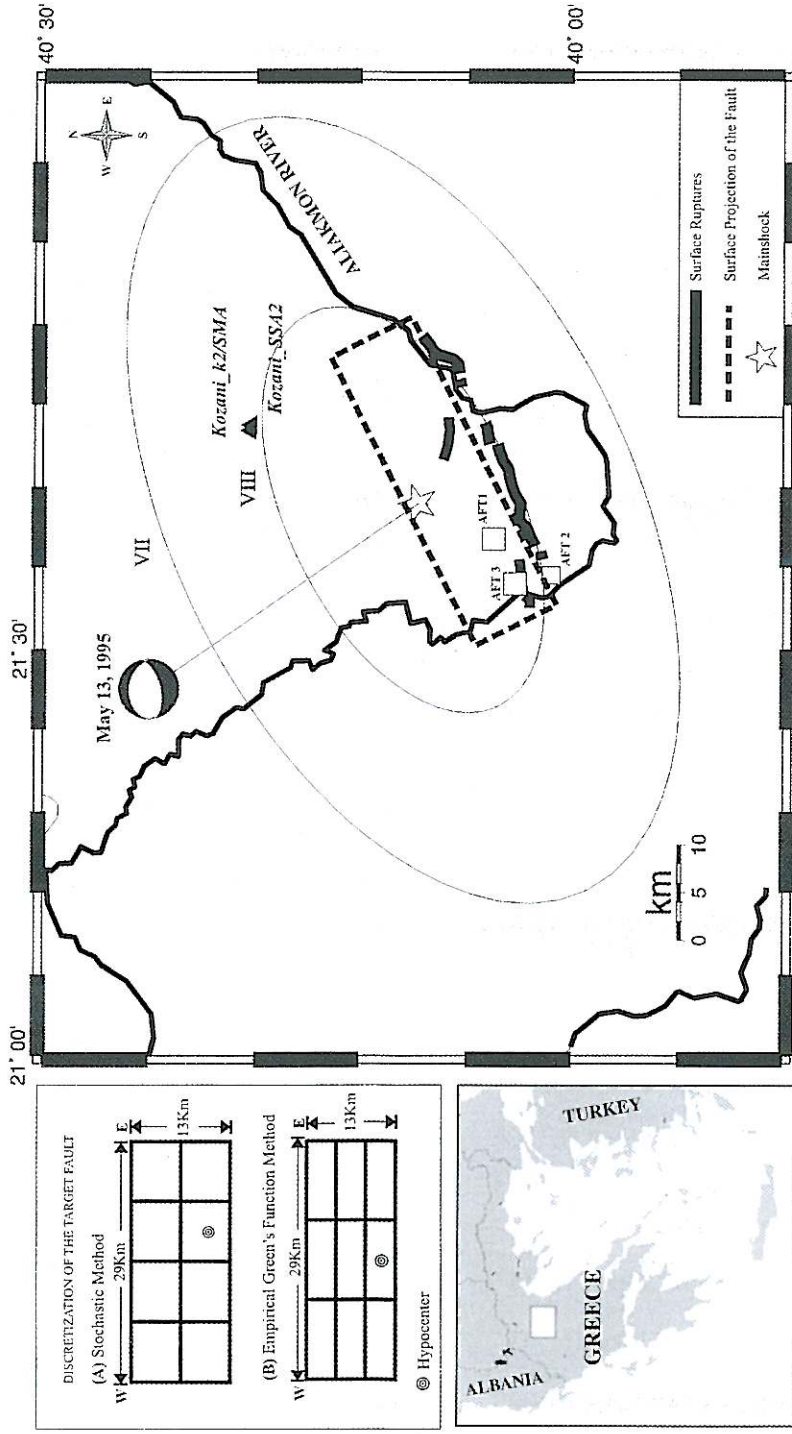 DISCRETIZATION OF THE TARGET FAULT
(A) Stochastic Method
W
29Km
E
13Km
(B) Empirical Green's Function Method
W
29Km
E
13Km
Hypocenter
ALBANIA
GREECE
TURKEY
21° 00'
21° 30'
40° 30'
40° 00'
May 13, 1995
VII
VIII
Kozani_k2/SMA
Kozani_SSA2
ALIAKMON RIVER
N
W
E
S
AFT1
AFT 3
AFT 2
km
0 5 10
Surface Ruptures
Surface Projection of the Fault
Mainshock